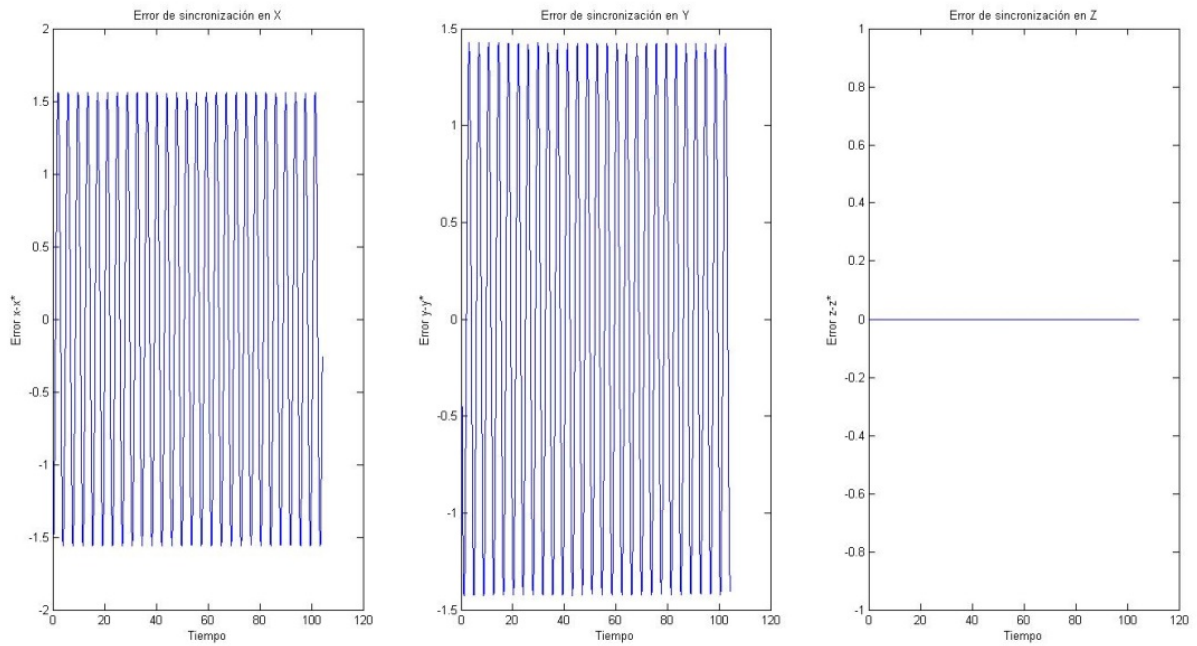 Error de sincronización en X
Error x-x*
2
1.5
1
0.5
0
-0.5
-1
-1.5
-2
0 20 40 60 80 100 120
Tiempo
Error de sincronización en Y
Error y-y*
1.5
1
0.5
0
-0.5
-1
-1.5
0 20 40 60 80 100 120
Tiempo
Error de sincronización en Z
Error z-z*
1
0.8
0.6
0.4
0.2
0
-0.2
-0.4
-0.6
-0.8
-1
0 20 40 60 80 100 120
Tiempo